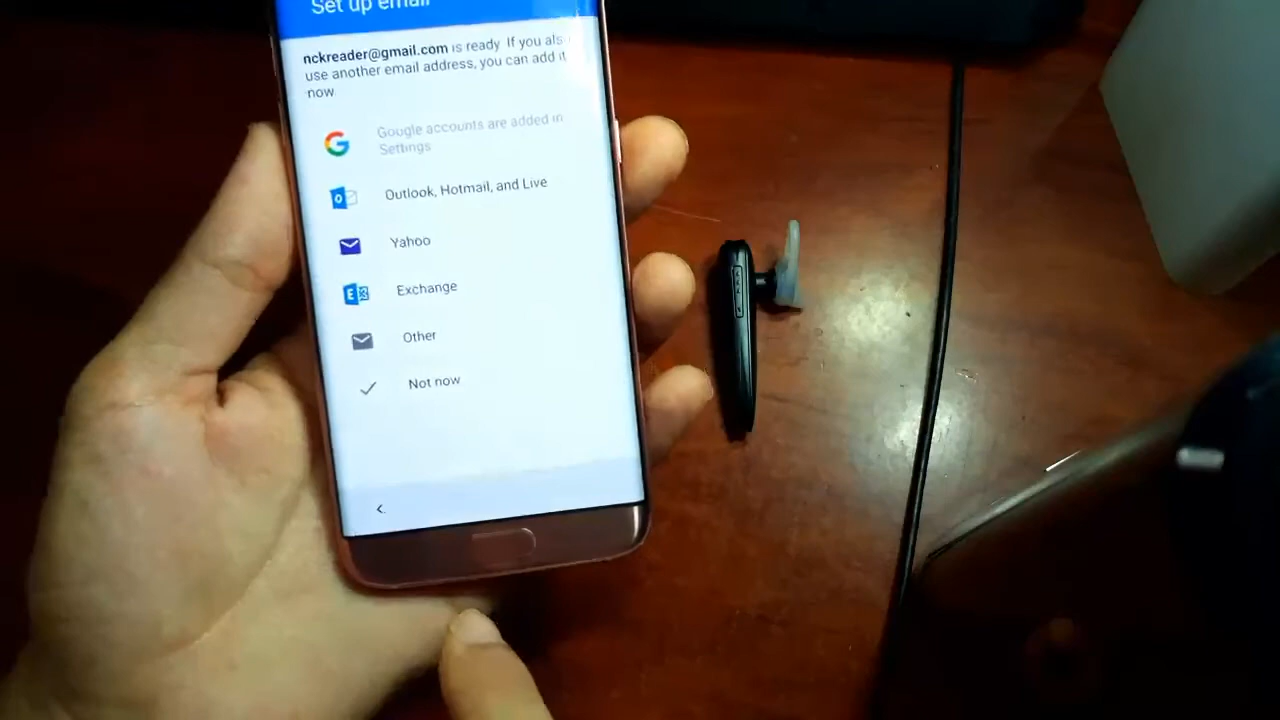 Set up email
nckreader@gmail.com is ready. If you als
use another email address, you can add it
now.
Google accounts are added in
Settings
Outlook, Hotmail, and Live
Yahoo
Exchange
Other
Not now